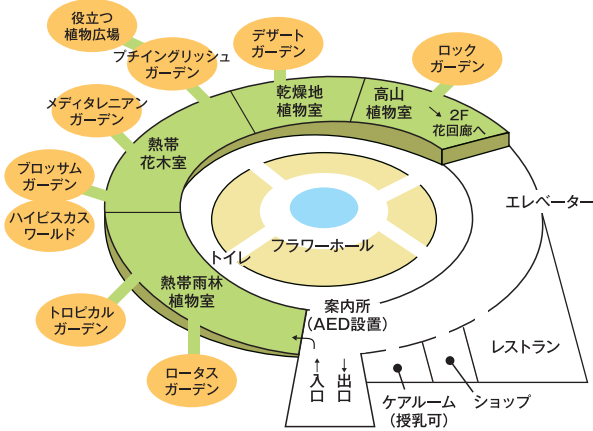 役立つ
植物広場
プチイングリッシュ
ガーデン
デザート
ガーデン
ロック
ガーデン
メディタレニアン
ガーデン
乾燥地
植物室
高山
植物室
2F
花回廊へ
熱帯
花木室
ブロッサム
ガーデン
ハイビスカス
ワールド
エレベーター
トイレ
フラワーホール
熱帯雨林
植物室
トロピカル
ガーデン
案内所
(AED設置)
レストラン
ロータス
ガーデン
入口
出口
ケアルーム
(授乳可)
ショップ